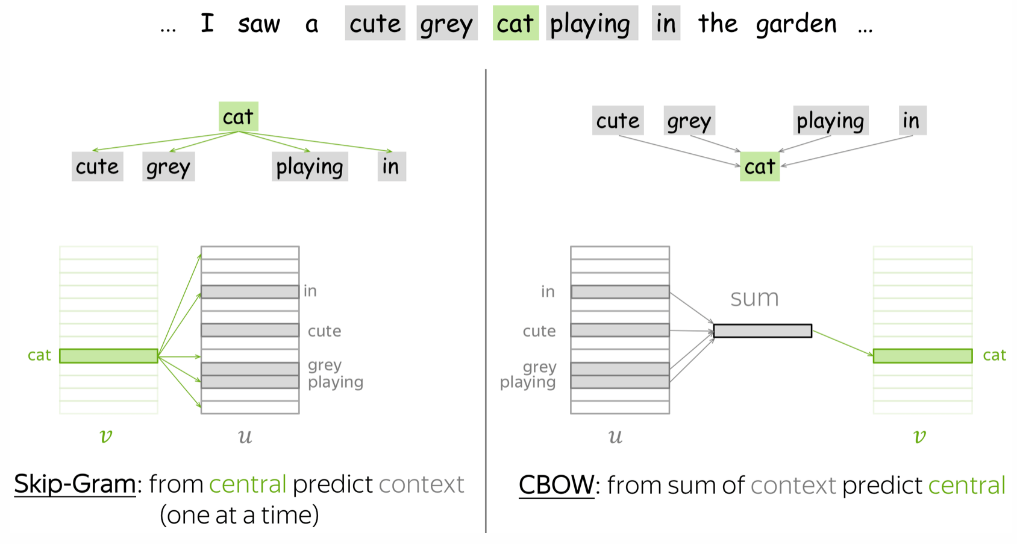 ... I saw a cute grey cat playing in the garden ...
cat
cute grey playing in
in
cute
cat
grey
playing
v u
Skip-Gram: from central predict context
(one at a time)
cute grey playing in
cat
in
sum
cute
cat
grey
playing
u v
CBOW: from sum of context predict central